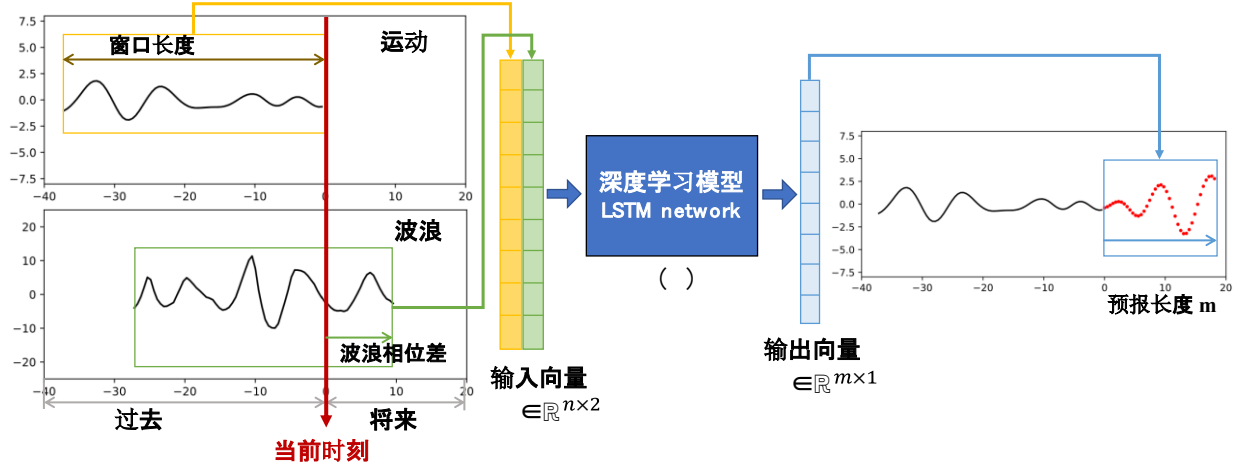 7.5
5.0
2.5
0.0
−2.5
−5.0
−7.5
窗口长度
运动
−40 −30 −20 −10 0 10 20
20
10
0
−10
−20
波浪
波浪相位差
−40 −30 −20 −10 10 20
过去
将来
当前时刻
输入向量
∈ℝⁿˣ²
深度学习模型
LSTM network
( )
输出向量
∈ℝᵐˣ¹
7.5
5.0
2.5
0.0
−2.5
−5.0
−7.5
−40 −30 −20 −10 0 10 20
预报长度 m